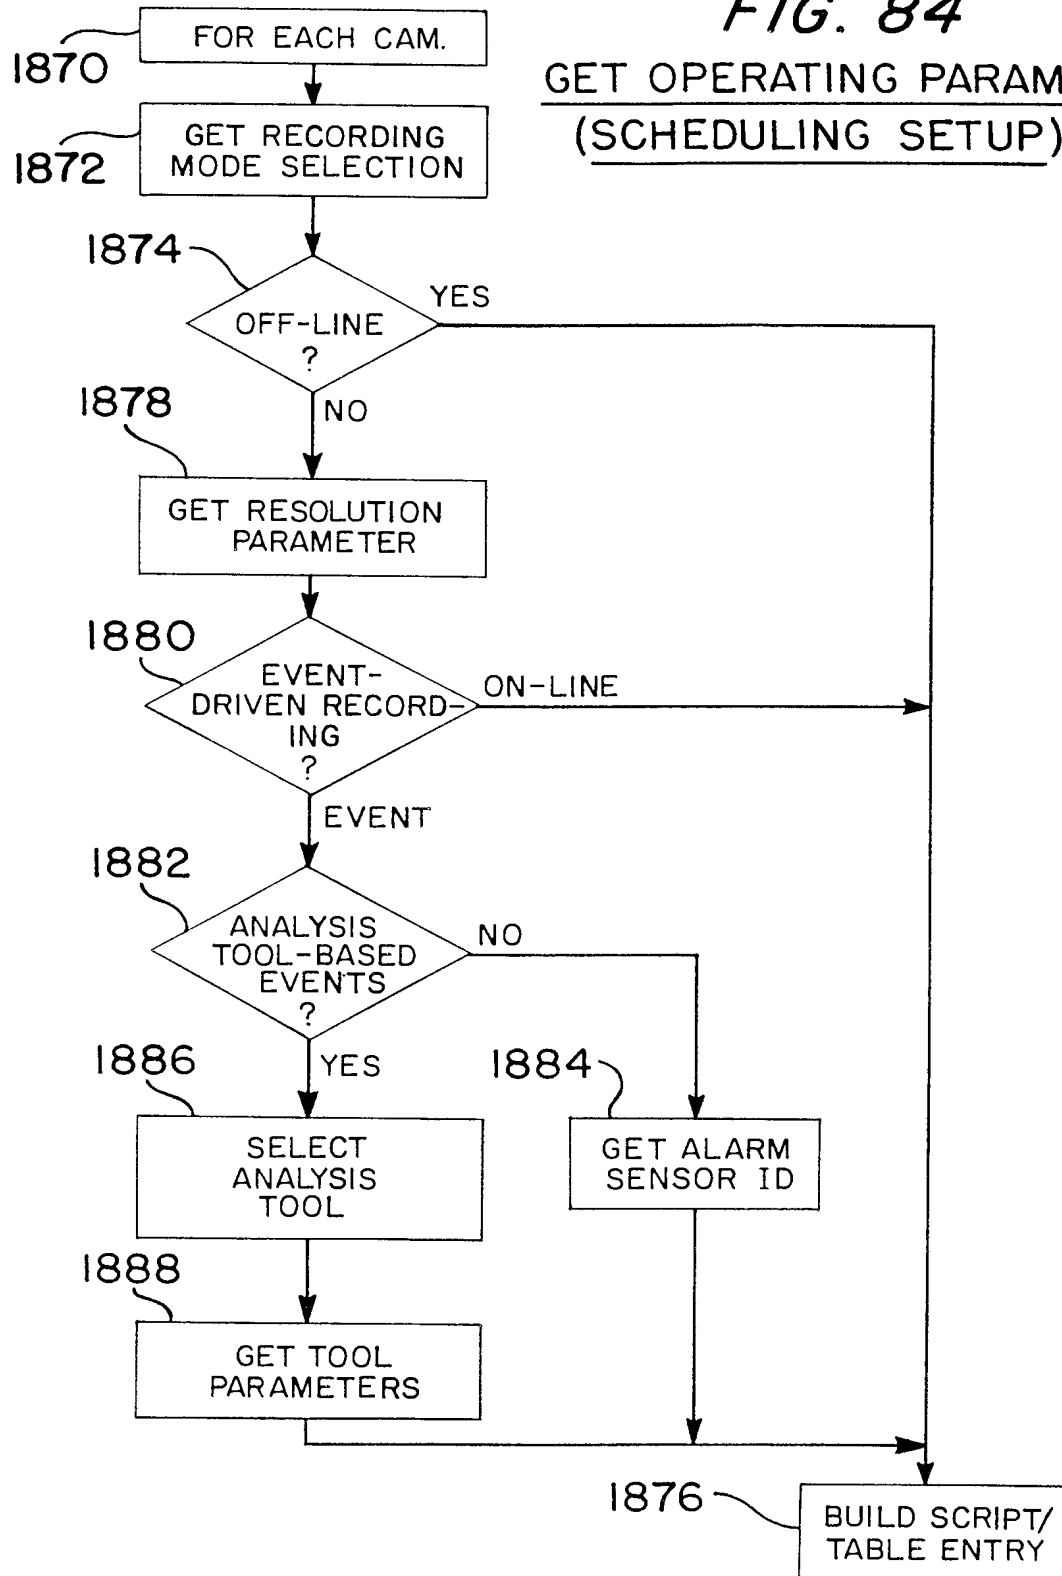 FIG. 84
GET OPERATING PARAM
(SCHEDULING SETUP)
FOR EACH CAM.
1870
GET RECORDING
MODE SELECTION
1872
1874
OFF-LINE
?
YES
NO
1878
GET RESOLUTION
PARAMETER
1880
EVENT-
DRIVEN RECORD-
ING
?
ON-LINE
EVENT
1882
ANALYSIS
TOOL-BASED
EVENTS
?
NO
YES
1886
SELECT
ANALYSIS
TOOL
1884
GET ALARM
SENSOR ID
1888
GET TOOL
PARAMETERS
1876
BUILD SCRIPT/
TABLE ENTRY